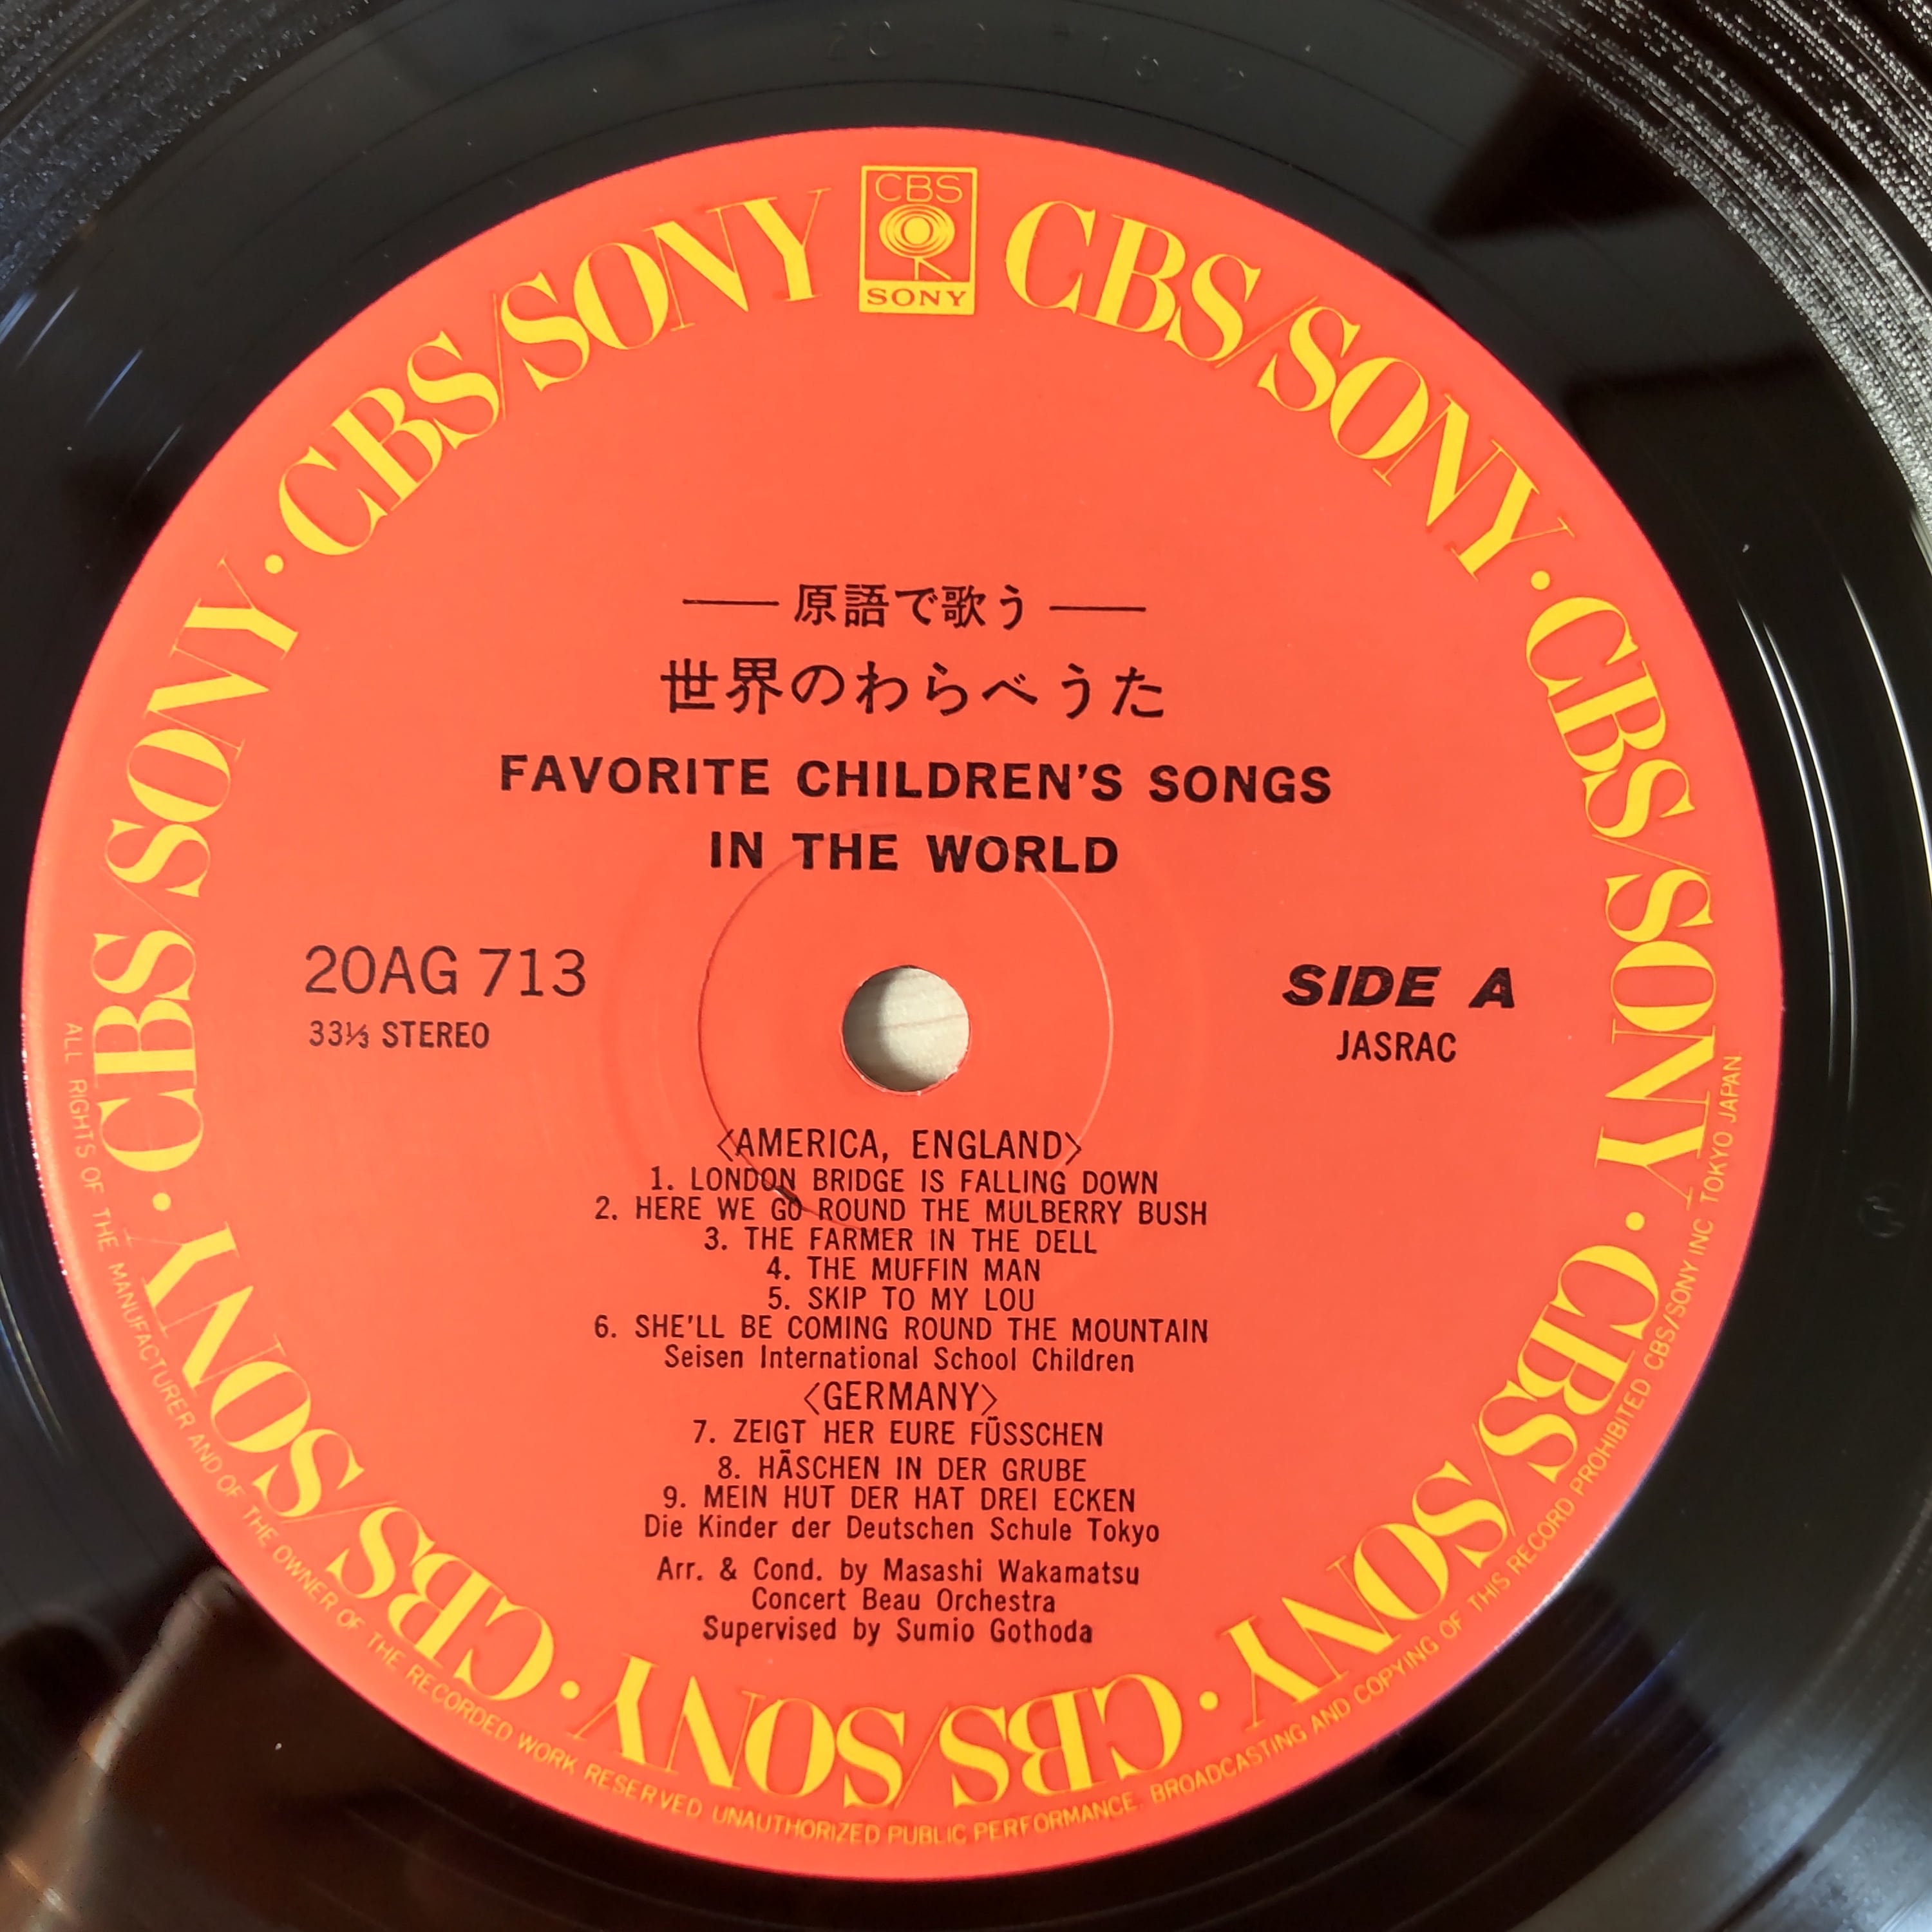 CBS
SONY
CBS/SONY · CBS/SONY · CBS/SONY · CBS/SONY · CBS/SONY · CBS/SONY · CBS/SONY
原語で歌う
世界のわらべうた
FAVORITE CHILDREN'S SONGS
IN THE WORLD
20AG 713
33⅓ STEREO
SIDE A
JASRAC
〈AMERICA, ENGLAND〉
1. LONDON BRIDGE IS FALLING DOWN
2. HERE WE GO ROUND THE MULBERRY BUSH
3. THE FARMER IN THE DELL
4. THE MUFFIN MAN
5. SKIP TO MY LOU
6. SHE'LL BE COMING ROUND THE MOUNTAIN
Seisen International School Children
〈GERMANY〉
7. ZEIGT HER EURE FÜSSCHEN
8. HÄSCHEN IN DER GRUBE
9. MEIN HUT DER HAT DREI ECKEN
Die Kinder der Deutschen Schule Tokyo
Arr. & Cond. by Masashi Wakamatsu
Concert Beau Orchestra
Supervised by Sumio Gothoda
ALL RIGHTS OF THE MANUFACTURER AND OF THE OWNER OF THE RECORDED WORK RESERVED UNAUTHORIZED PUBLIC PERFORMANCE, BROADCASTING AND COPYING OF THIS RECORD PROHIBITED CBS/SONY INC TOKYO JAPAN